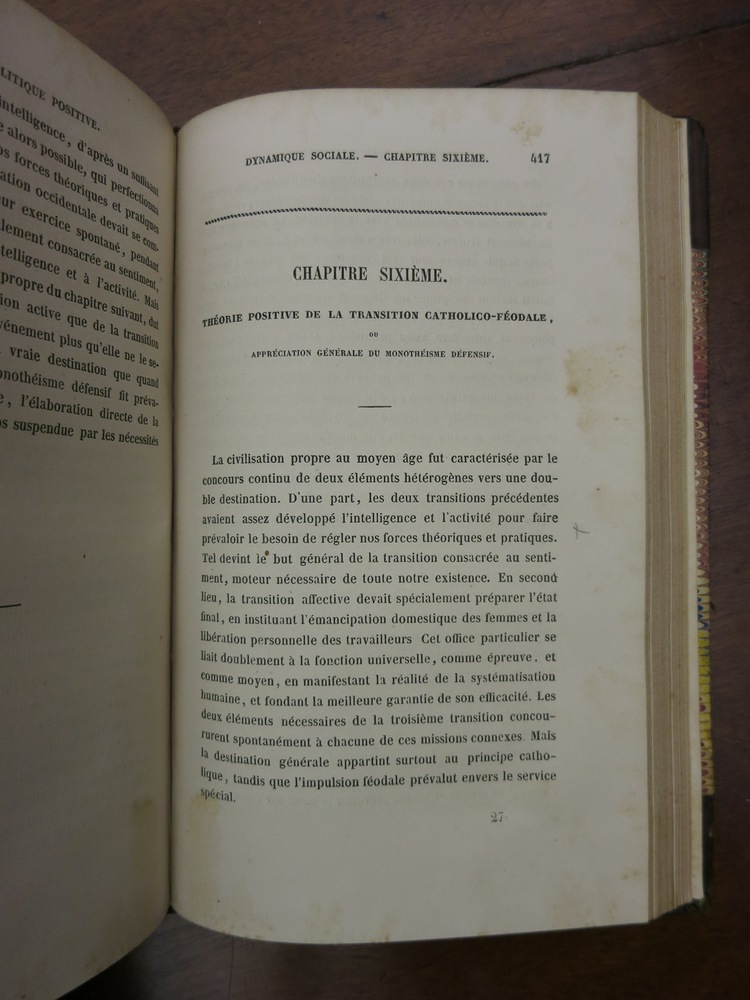 LITIQUE POSITIVE.
intelligence, d'après un suffisant
e alors possible, qui perfectionna
os forces théoriques et pratiques
ation occidentale devait se com-
ur exercice spontané, pendant
lement consacrée au sentiment,
telligence et à l'activité. Mais
propre du chapitre suivant, dut
ion active que de la transition
vénement plus qu'elle ne le se-
vraie destination que quand
onothéisme défensif fit préva-
e, l'élaboration directe de la
s suspendue par les nécessités
DYNAMIQUE SOCIALE. — CHAPITRE SIXIÈME. 417
CHAPITRE SIXIÈME.
THÉORIE POSITIVE DE LA TRANSITION CATHOLICO-FÉODALE,
OU
APPRÉCIATION GÉNÉRALE DU MONOTHÉISME DÉFENSIF.
La civilisation propre au moyen âge fut caractérisée par le
concours continu de deux éléments hétérogènes vers une dou-
ble destination. D'une part, les deux transitions précédentes
avaient assez développé l'intelligence et l'activité pour faire
prévaloir le besoin de régler nos forces théoriques et pratiques.
Tel devint le but général de la transition consacrée au senti-
ment, moteur nécessaire de toute notre existence. En second
lieu, la transition affective devait spécialement préparer l'état
final, en instituant l'émancipation domestique des femmes et la
libération personnelle des travailleurs Cet office particulier se
liait doublement à la fonction universelle, comme épreuve, et
comme moyen, en manifestant la réalité de la systématisation
humaine, et fondant la meilleure garantie de son efficacité. Les
deux éléments nécessaires de la troisième transition concou-
rurent spontanément à chacune de ces missions connexes. Mais
la destination générale appartint surtout au principe catho-
lique, tandis que l'impulsion féodale prévalut envers le service
spécial.
27